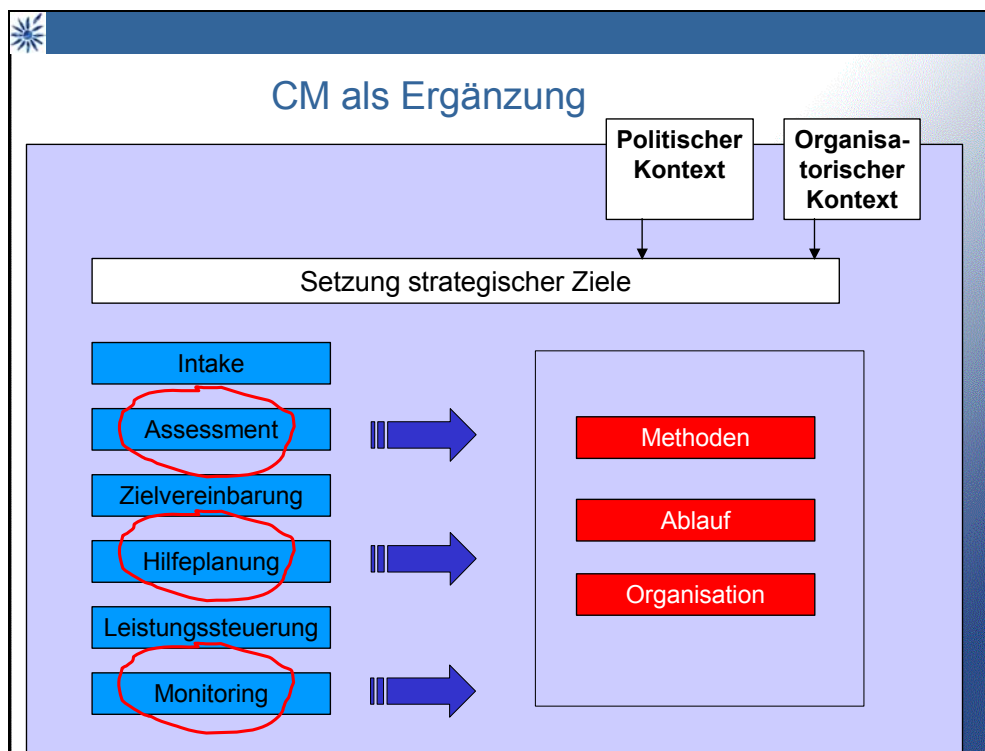 CM als Ergänzung
Politischer
Kontext
Organisa-
torischer
Kontext
Setzung strategischer Ziele
Intake
Assessment
Zielvereinbarung
Hilfeplanung
Leistungssteuerung
Monitoring
Methoden
Ablauf
Organisation